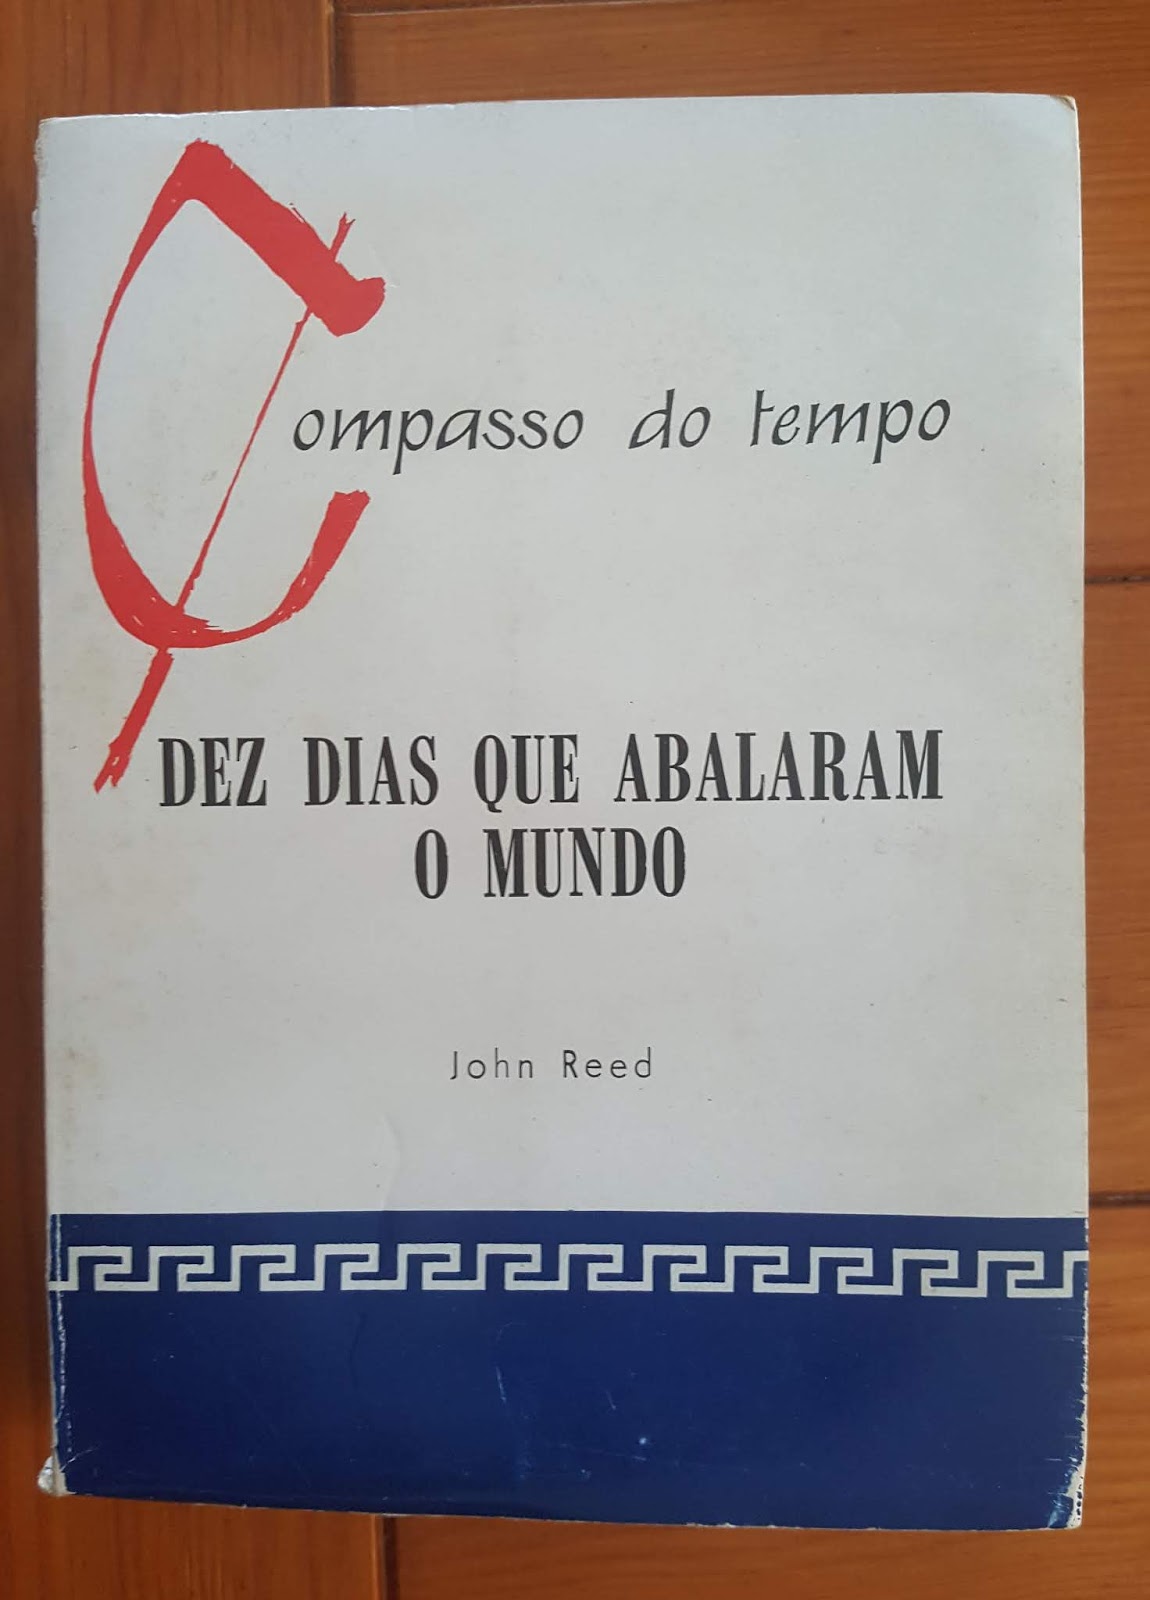 Compasso do tempo
DEZ DIAS QUE ABALARAM
O MUNDO
John Reed